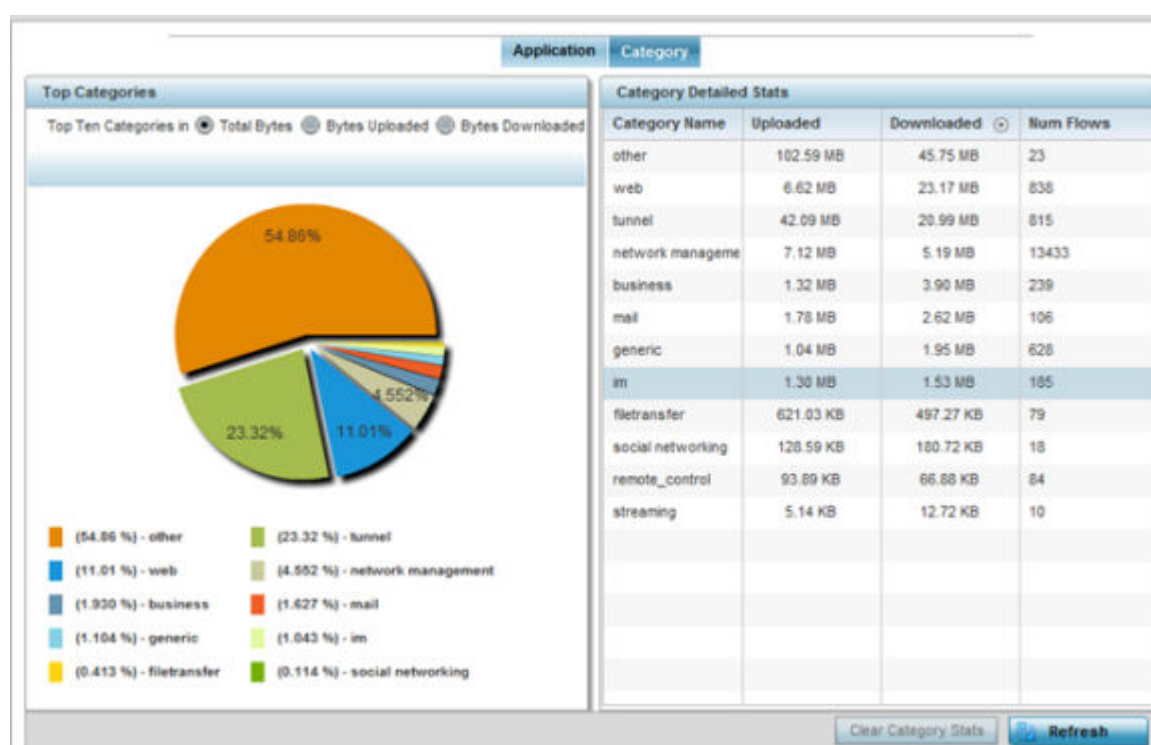 Application Category
Top Categories
Top Ten Categories in Total Bytes Bytes Uploaded Bytes Downloaded
54.86%
4.552%
23.32%
11.01%
(54.86 %) - other (23.32 %) - tunnel
(11.01 %) - web (4.552 %) - network management
(1.930 %) - business (1.627 %) - mail
(1.104 %) - generic (1.043 %) - im
(0.413 %) - filetransfer (0.114 %) - social networking
Category Detailed Stats
Category Name Uploaded Downloaded Num Flows
other 102.59 MB 45.75 MB 23
web 6.62 MB 23.17 MB 838
tunnel 42.09 MB 20.99 MB 815
network manageme 7.12 MB 5.19 MB 13433
business 1.32 MB 3.90 MB 239
mail 1.78 MB 2.62 MB 106
generic 1.04 MB 1.95 MB 628
im 1.30 MB 1.53 MB 185
filetransfer 621.03 KB 497.27 KB 79
social networking 128.59 KB 180.72 KB 18
remote_control 93.89 KB 66.88 KB 84
streaming 5.14 KB 12.72 KB 10
Clear Category Stats Refresh